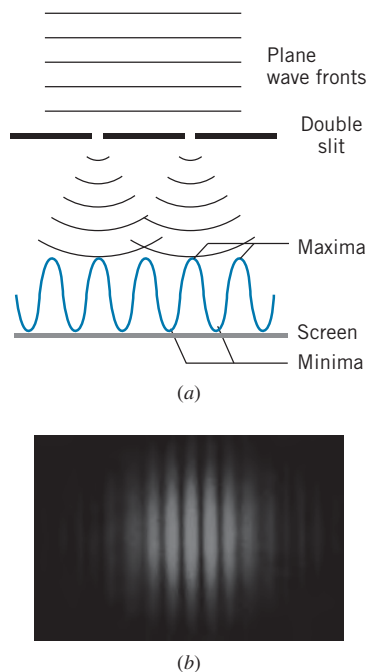 Plane
wave fronts
Double
slit
Maxima
Screen
Minima
(a)
(b)